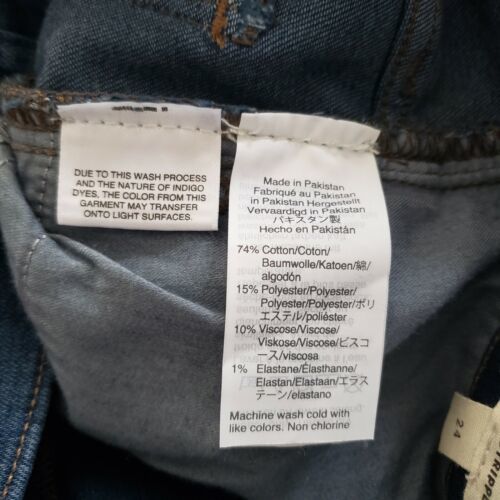 DUE TO THIS WASH PROCESS
AND THE NATURE OF INDIGO
DYES, THE COLOR FROM THIS
GARMENT MAY TRANSFER
ONTO LIGHT SURFACES.
Made in Pakistan
Fabriqué au Pakistan
in Pakistan Hergestellt
Vervaardigd in Pakistan
パキスタン製
Hecho en Pakistán
74% Cotton/Coton/
Baumwolle/Katoen/綿/
algodón
15% Polyester/Polyester/
Polyester/Polyester/ポリ
エステル/poliéster
10% Viscose/Viscose/
Viskose/Viscose/ビスコ
ース/viscosa
1% Elastane/Élasthanne/
Elastan/Elastaan/エラス
テーン/elastano
Machine wash cold with
like colors. Non chlorine
24